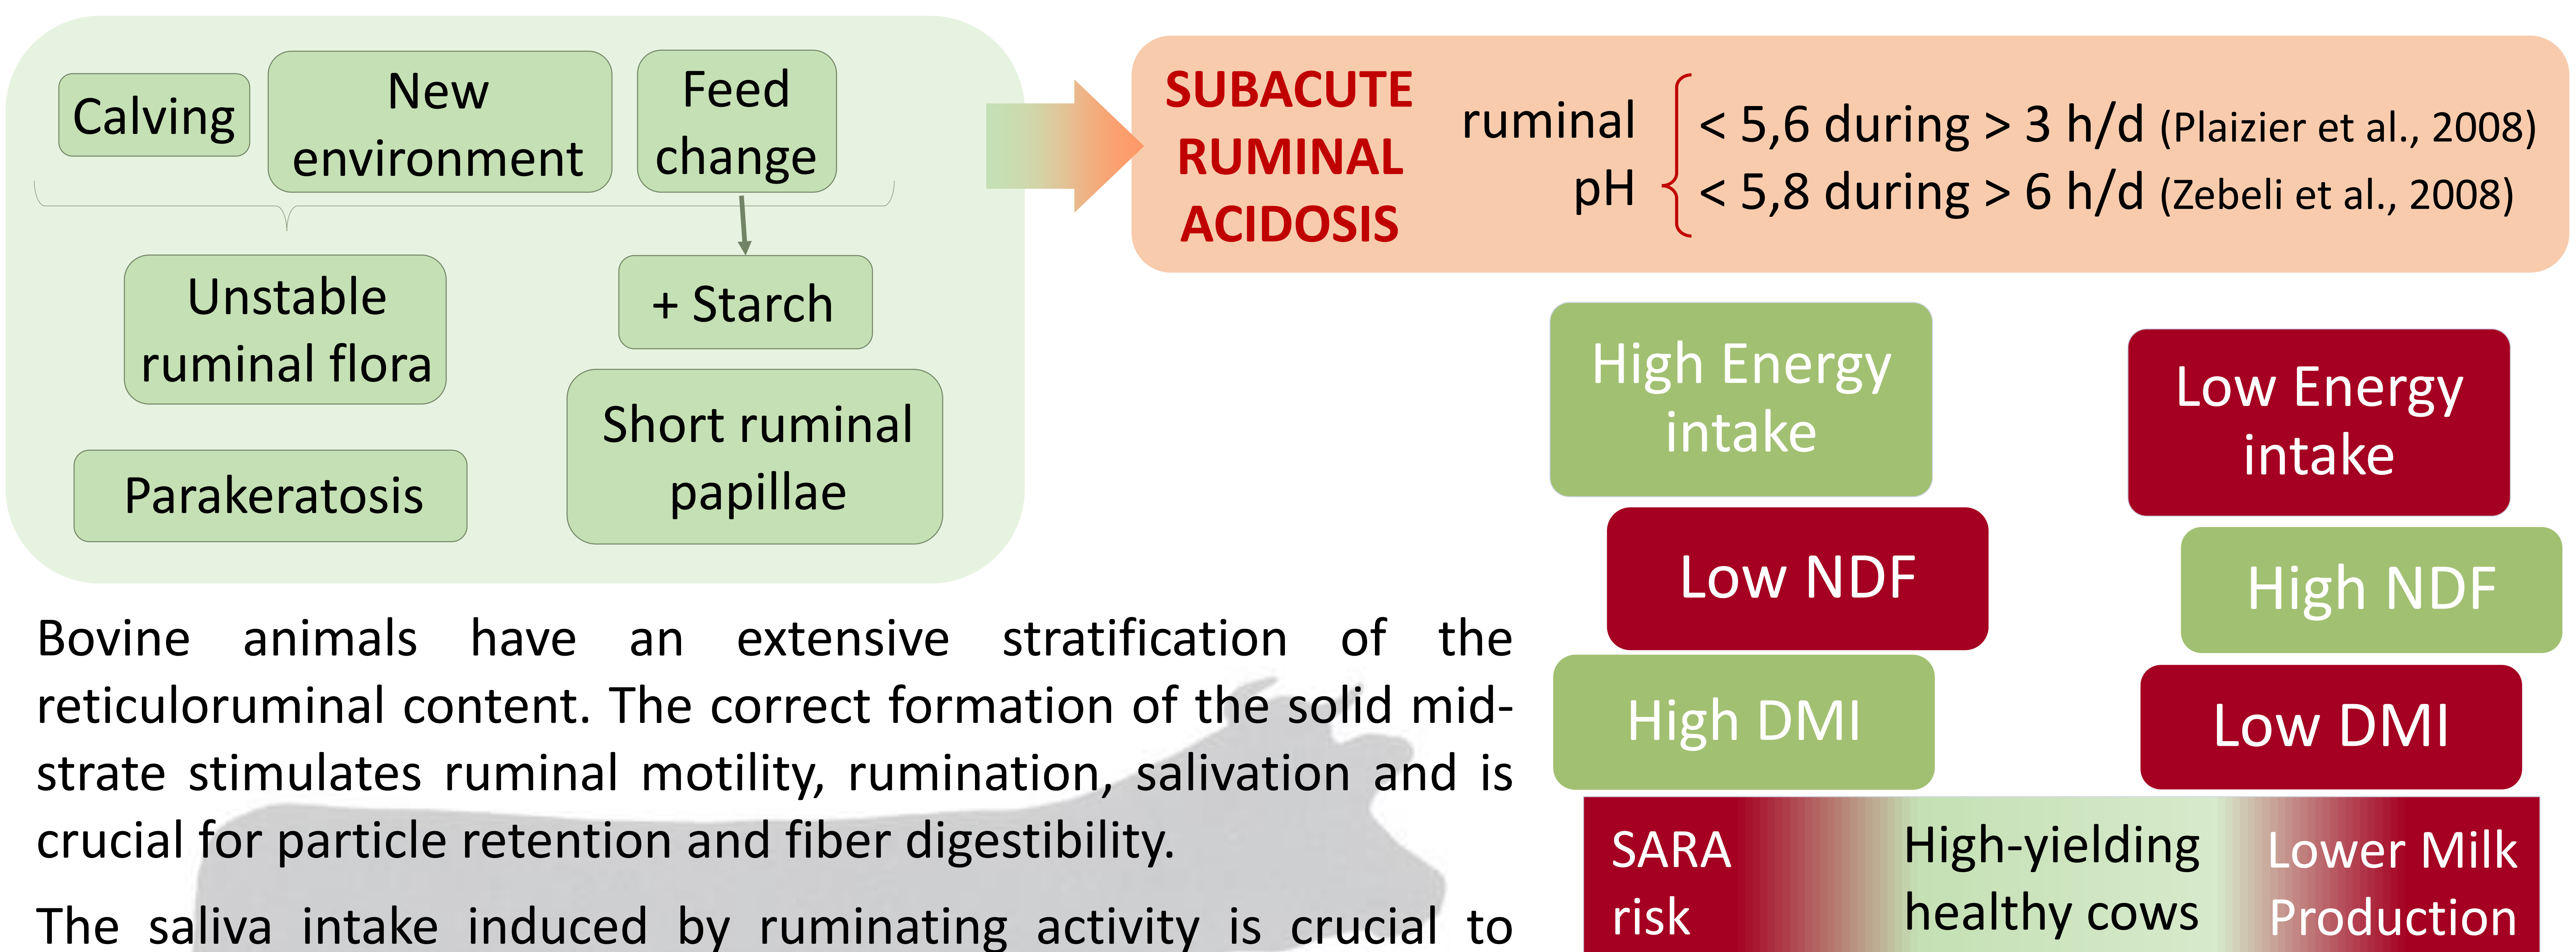 Calving
New
environment
Feed
change
Unstable
ruminal flora
+ Starch
Parakeratosis
Short ruminal
papillae
SUBACUTE
RUMINAL
ACIDOSIS
ruminal
pH
< 5,6 during > 3 h/d (Plaizier et al., 2008)
< 5,8 during > 6 h/d (Zebeli et al., 2008)
Bovine animals have an extensive stratification of the
reticuloruminal content. The correct formation of the solid mid-
strate stimulates ruminal motility, rumination, salivation and is
crucial for particle retention and fiber digestibility.
The saliva intake induced by ruminating activity is crucial to
High Energy
intake
Low NDF
High DMI
Low Energy
intake
High NDF
Low DMI
SARA
risk
High-yielding
healthy cows
Lower Milk
Production